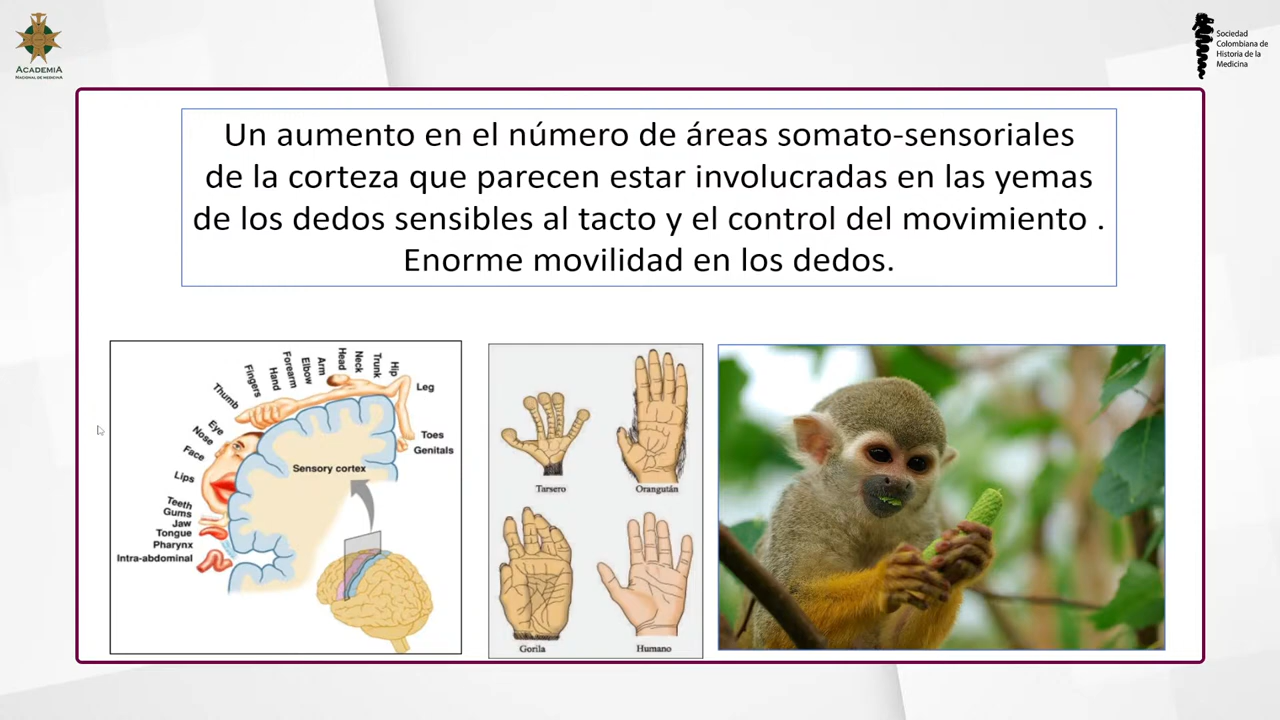 ACADEMIA
NACIONAL DE MEDICINA
Sociedad
Colombiana de
Historia de la
Medicina
Un aumento en el número de áreas somato-sensoriales
de la corteza que parecen estar involucradas en las yemas
de los dedos sensibles al tacto y el control del movimiento .
Enorme movilidad en los dedos.
Hip
Trunk
Neck
Head
Arm
Elbow
Forearm
Hand
Fingers
Thumb
Eye
Nose
Face
Lips
Teeth
Gums
Jaw
Tongue
Pharynx
Intra-abdominal
Leg
Toes
Genitals
Sensory cortex
Tarsero
Orangután
Gorila
Humano